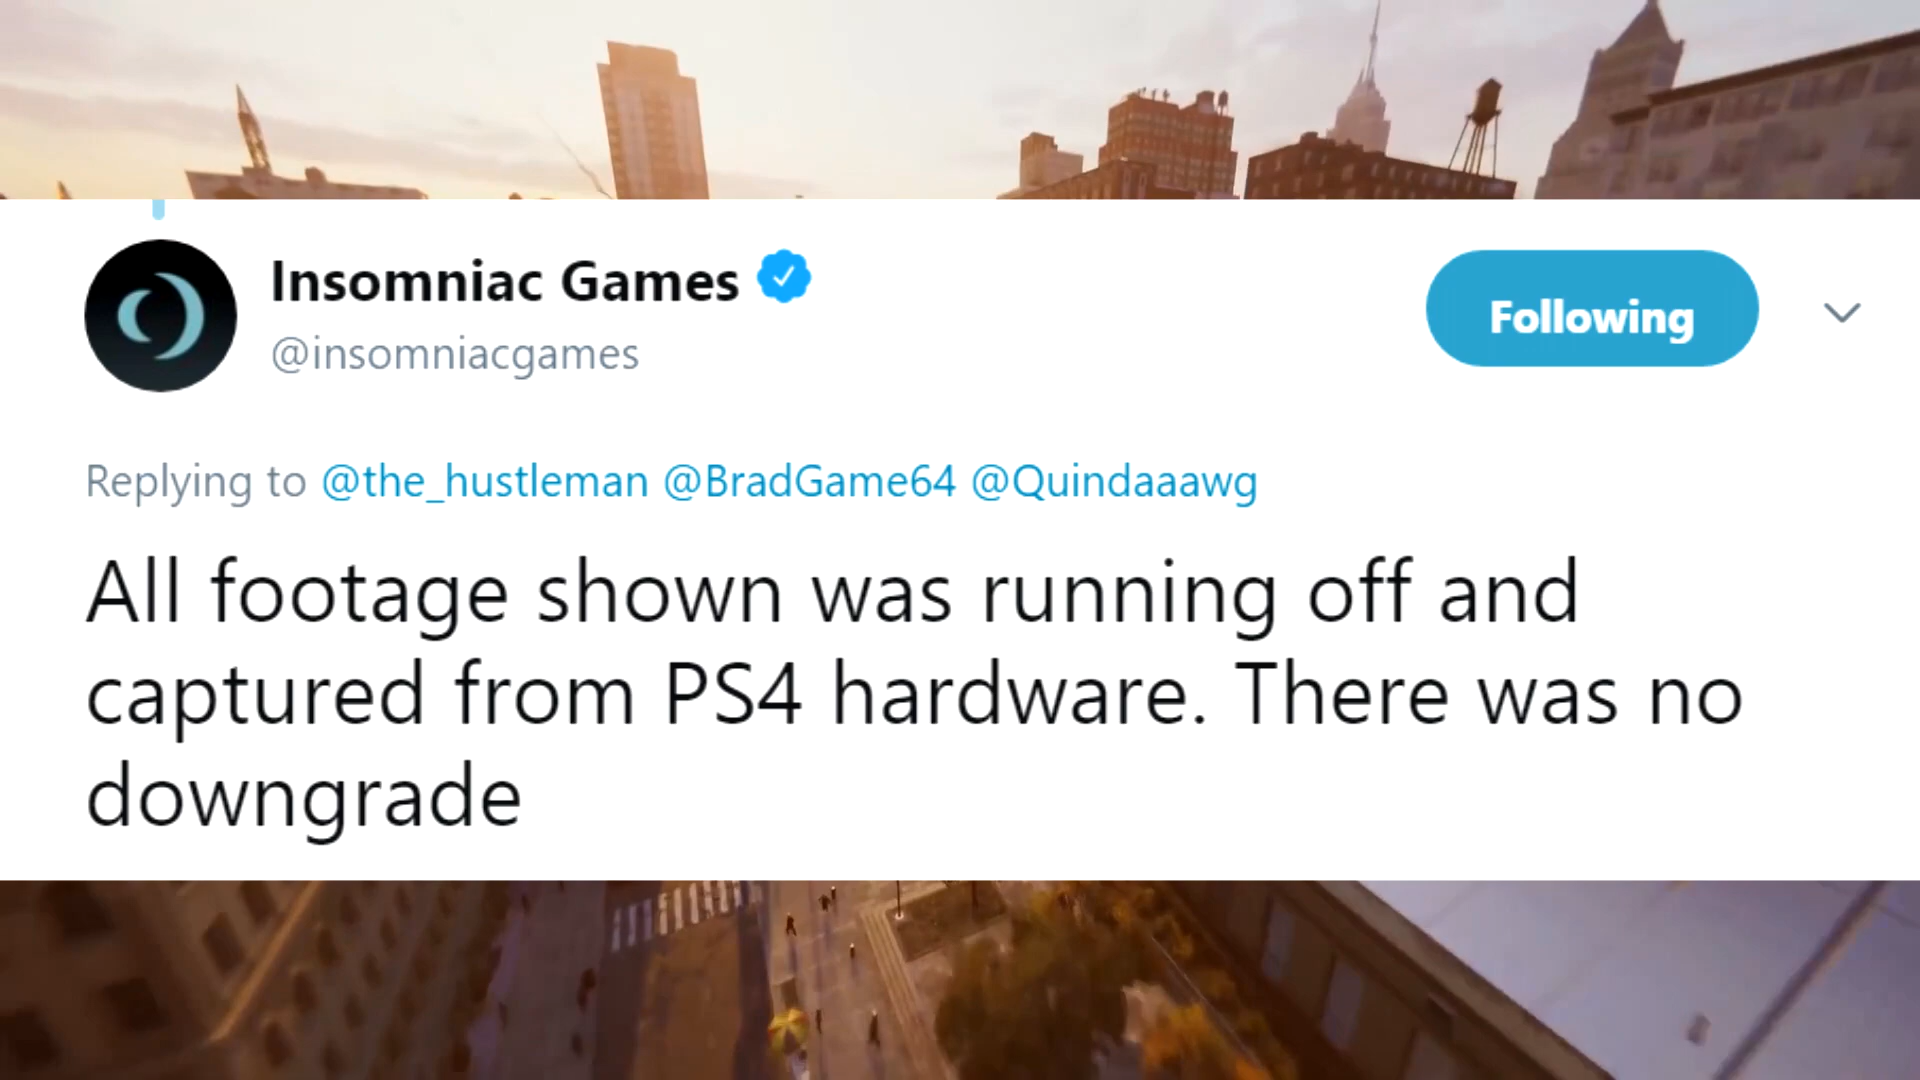 Insomniac Games
@insomniacgames
Following
Replying to @the_hustleman @BradGame64 @Quindaaawg
All footage shown was running off and
captured from PS4 hardware. There was no
downgrade